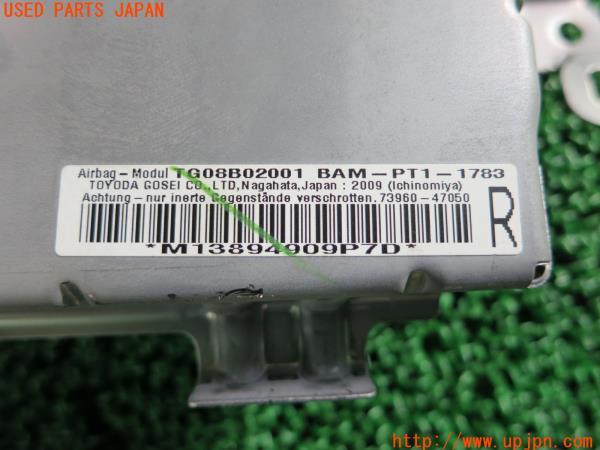 USED PARTS JAPAN
Airbag - Modul TG08B02001 BAM-PT1-1783
TOYODA GOSEI CO.,LTD,Nagahata,Japan : 2009 (Ichinomiya)
Achtung - nur inerte Gegenstände verschrotten.73960-47050
*M13894909P7D*
R
http://www.upjpn.com/